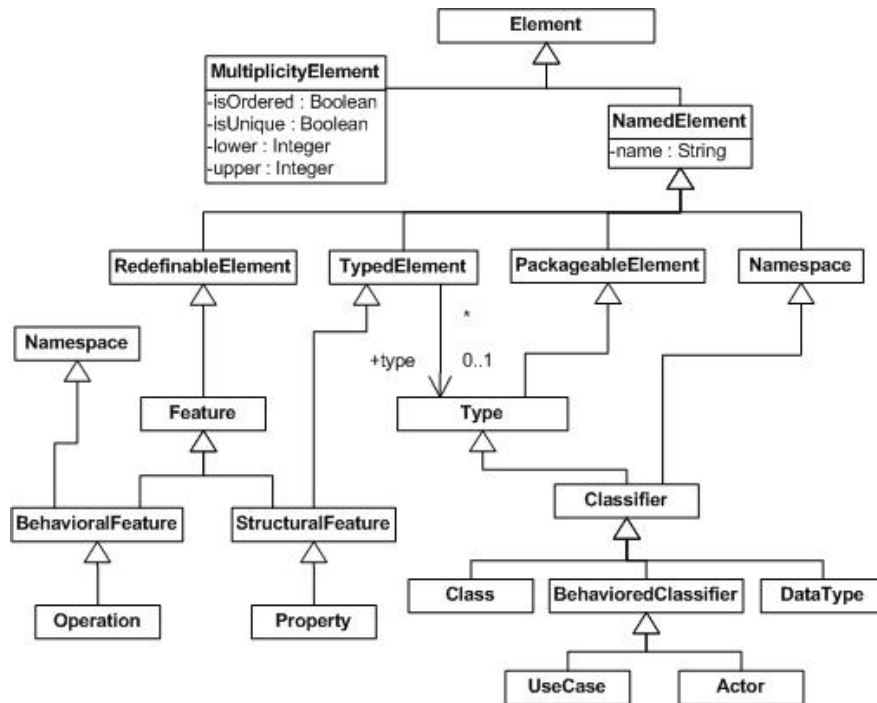 Element
MultiplicityElement
-isOrdered : Boolean
-isUnique : Boolean
-lower : Integer
-upper : Integer
NamedElement
-name : String
RedefinableElement
TypedElement
PackageableElement
Namespace
Namespace
*
+type
0..1
Feature
Type
BehavioralFeature
StructuralFeature
Classifier
Operation
Property
Class
BehavioredClassifier
DataType
UseCase
Actor